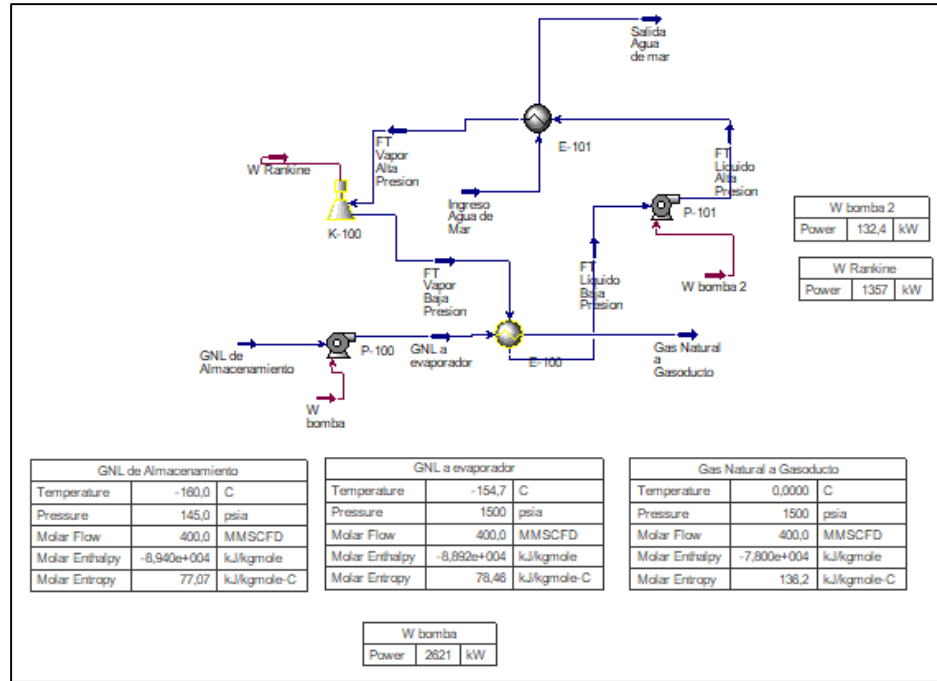 Salida
Agua
de mar
E-101
FT
Vapor
Alta
Presion
FT
Liquido
Alta
Presion
W Rankine
Ingreso
Agua de
Mar
P-101
K-100
W bomba 2
Power 132,4 kW
W Rankine
Power 1357 kW
FT
Vapor
Baja
Presion
FT
Liquido
Baja
Presion
W bomba 2
GNL de
Almacenamiento
P-100
GNL a
evaporador
E-100
Gas Natural
a
Gasoducto
W
bomba
GNL de Almacenamiento
Temperature -160,0 C
Pressure 145,0 psia
Molar Flow 400,0 MMSCFD
Molar Enthalpy -8,940e+004 kJ/kgmole
Molar Entropy 77,07 kJ/kgmole-C
GNL a evaporador
Temperature -154,7 C
Pressure 1500 psia
Molar Flow 400,0 MMSCFD
Molar Enthalpy -8,892e+004 kJ/kgmole
Molar Entropy 78,46 kJ/kgmole-C
Gas Natural a Gasoducto
Temperature 0,0000 C
Pressure 1500 psia
Molar Flow 400,0 MMSCFD
Molar Enthalpy -7,800e+004 kJ/kgmole
Molar Entropy 136,2 kJ/kgmole-C
W bomba
Power 2621 kW